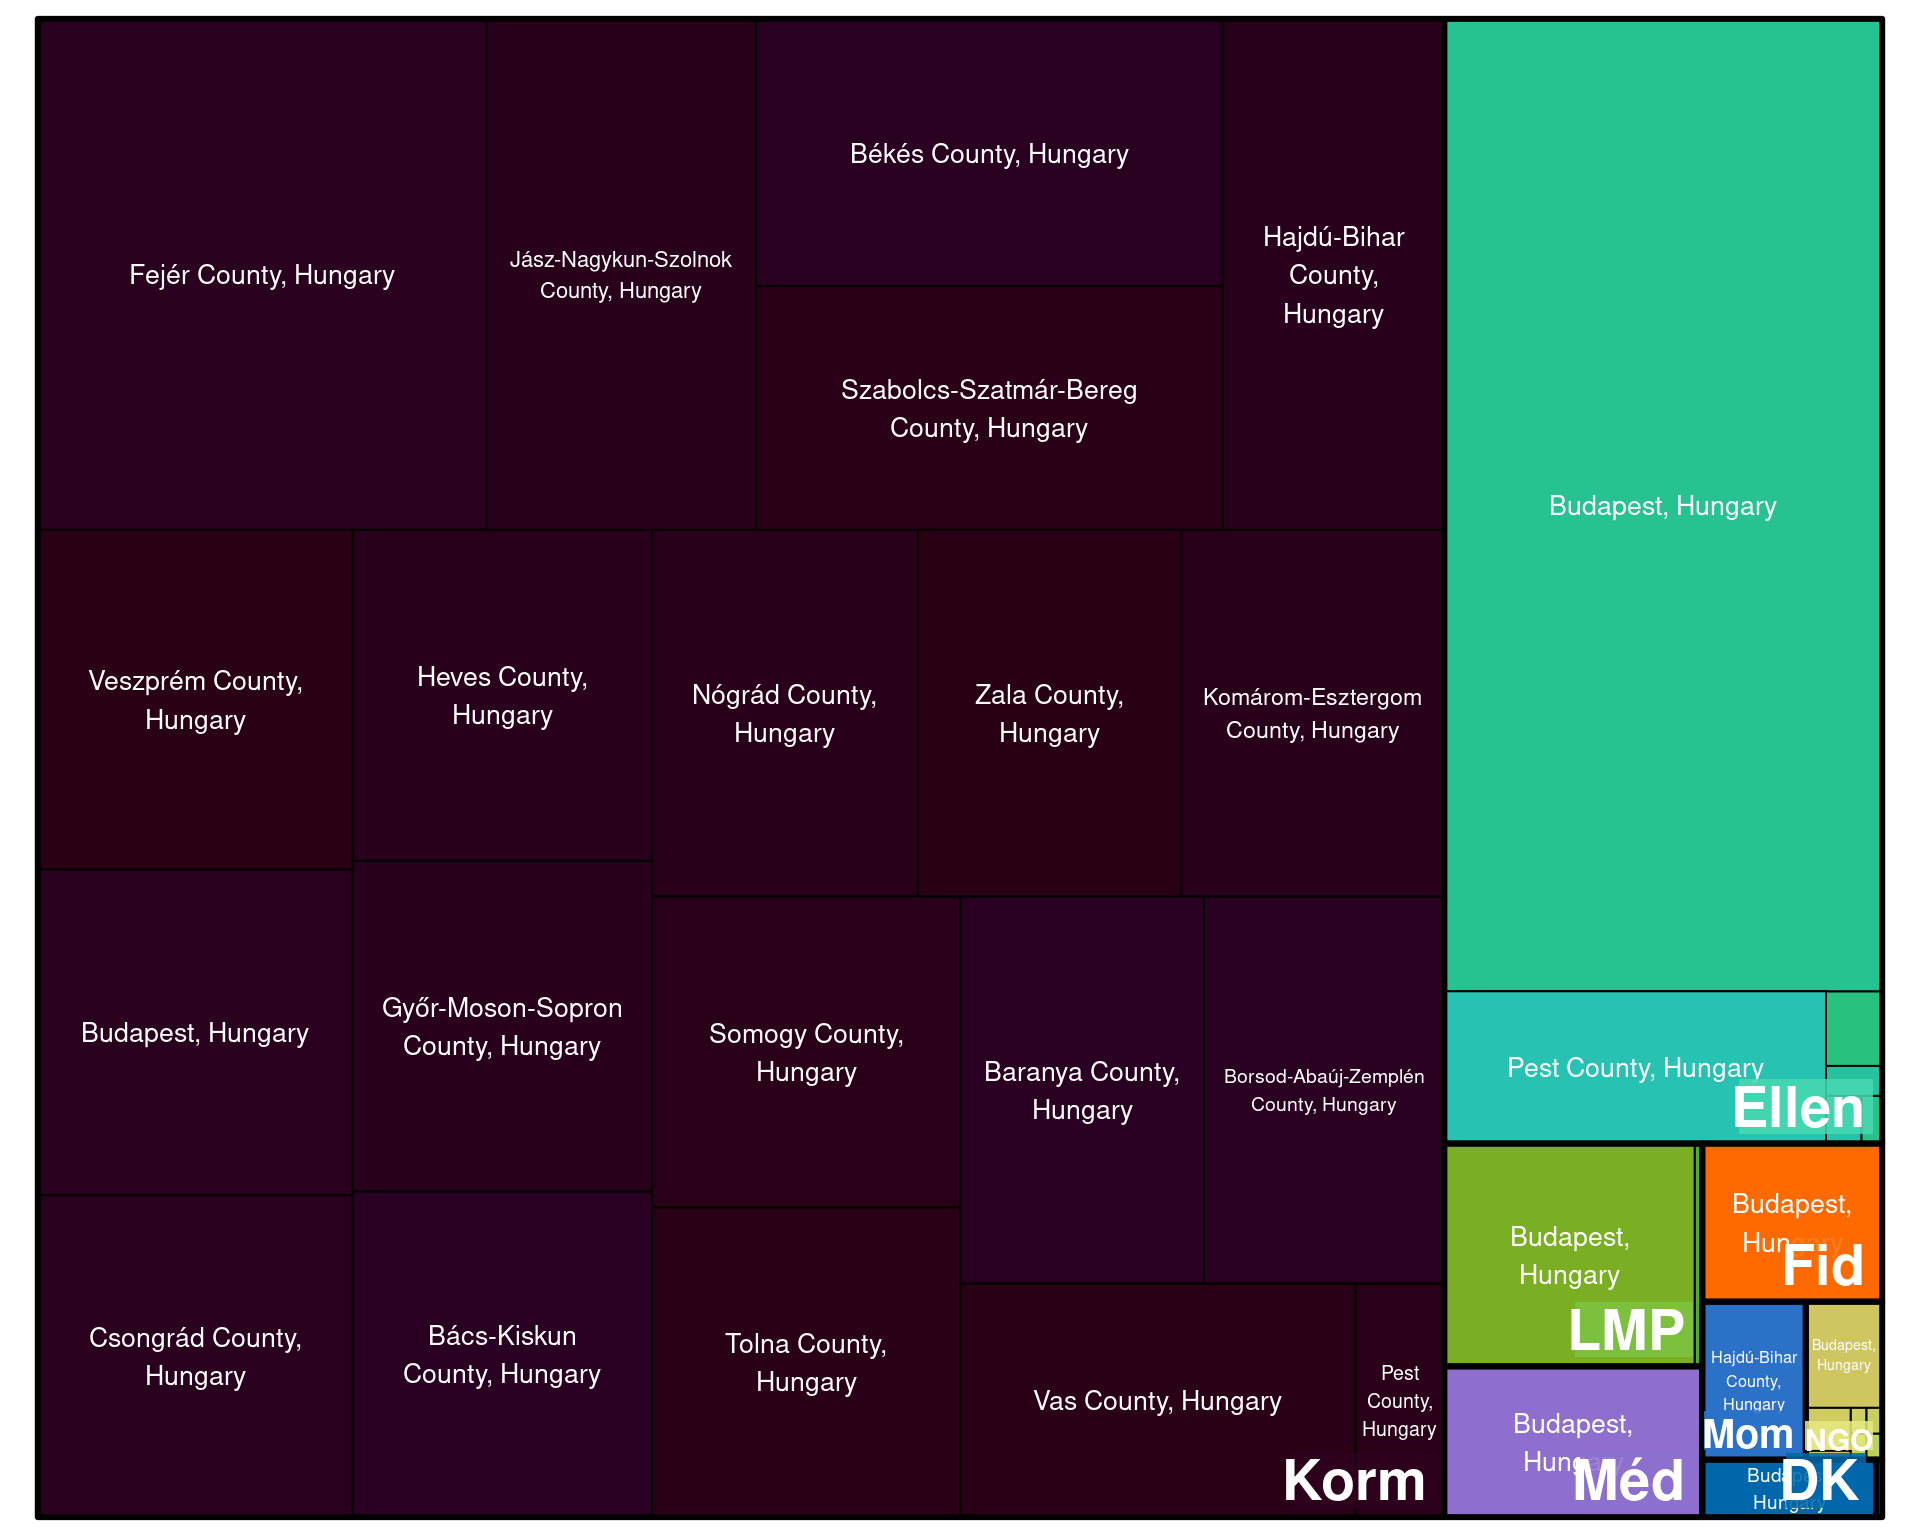 Fejér County, Hungary
Jász-Nagykun-Szolnok
County, Hungary
Békés County, Hungary
Szabolcs-Szatmár-Bereg
County, Hungary
Hajdú-Bihar
County,
Hungary
Veszprém County,
Hungary
Heves County,
Hungary
Nógrád County,
Hungary
Zala County,
Hungary
Komárom-Esztergom
County, Hungary
Budapest, Hungary
Győr-Moson-Sopron
County, Hungary
Somogy County,
Hungary
Baranya County,
Hungary
Borsod-Abaúj-Zemplén
County, Hungary
Csongrád County,
Hungary
Bács-Kiskun
County, Hungary
Tolna County,
Hungary
Vas County, Hungary
Pest
County,
Hungary
Korm
Budapest, Hungary
Pest County, Hungary
Ellen
Budapest,
Hungary
LMP
Budapest,
Hungary
Fid
Budapest,
Hungary
Méd
Hajdú-Bihar
County,
Hungary
Mom
Budapest,
Hungary
NGO
Budapest,
Hungary
DK